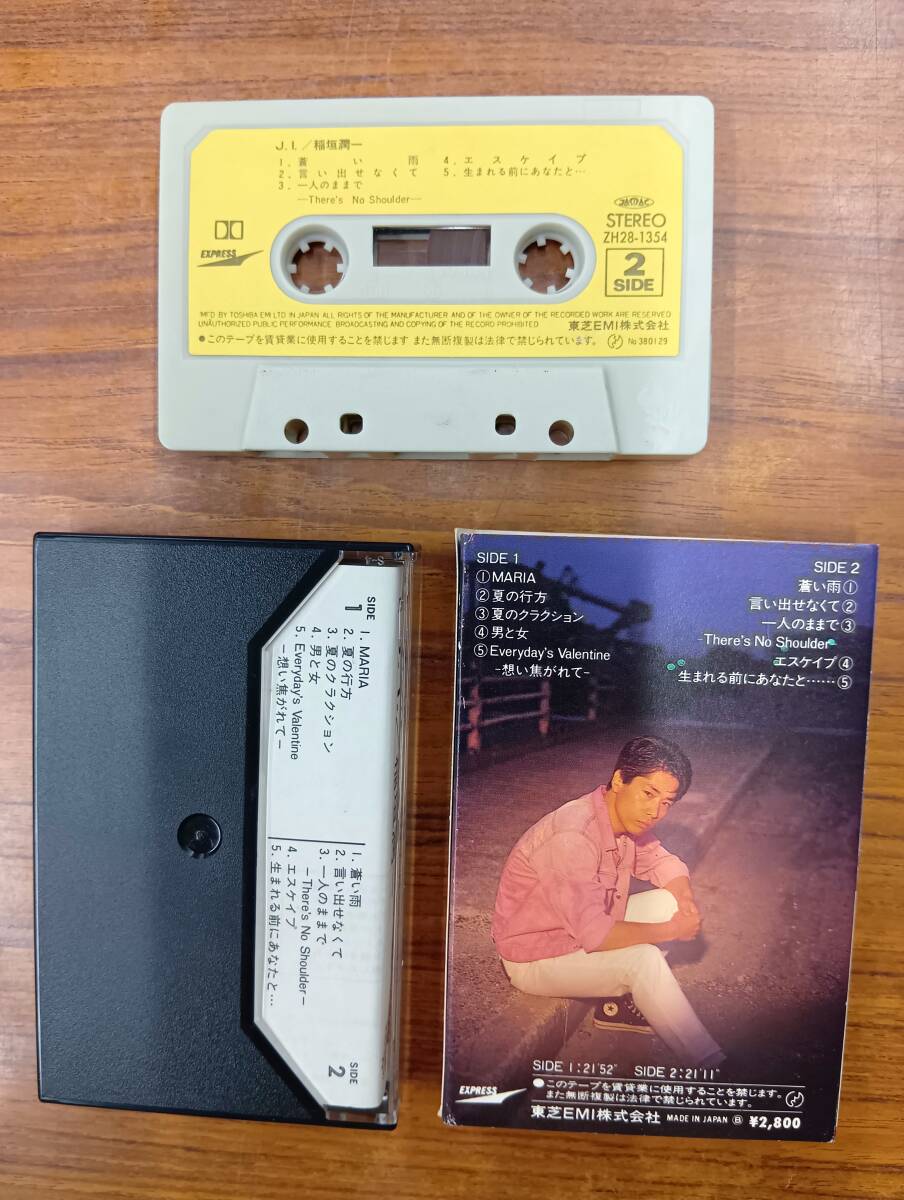 J.I./稲垣潤一
1. 蒼い雨
2. 言い出せなくて
3. 一人のままで
—There's No Shoulder—
4. エスケイプ
5. 生まれる前にあなたと…
EXPRESS
STEREO
ZH28-1354
2
SIDE
MF'D BY TOSHIBA EMI LTD IN JAPAN ALL RIGHTS OF THE MANUFACTURER AND OF THE OWNER OF THE RECORDED WORK ARE RESERVED
UNAUTHORIZED PUBLIC PERFORMANCE BROADCASTING AND COPYING OF THE RECORD PROHIBITED
東芝EMI株式会社
●このテープを賃貸業に使用することを禁じます また無断複製は法律で禁じられています。
No 380129
SIDE 1
1. MARIA
2. 夏の行方
3. 夏のクラクション
4. 男と女
5. Everyday's Valentine
－想い焦がれて－
1. 蒼い雨
2. 言い出せなくて
3. 一人のままで
－There's No Shoulder－
4. エスケイプ
5. 生まれる前にあなたと…
SIDE 2
SIDE 1
①MARIA
②夏の行方
③夏のクラクション
④男と女
⑤Everyday's Valentine
-想い焦がれて-
SIDE 2
蒼い雨①
言い出せなくて②
一人のままで③
-There's No Shoulder-
エスケイプ④
生まれる前にあなたと……⑤
SIDE 1:21'52" SIDE 2:21'11"
EXPRESS
●このテープを賃貸業に使用することを禁じます。
また無断複製は法律で禁じられています。
東芝EMI株式会社 MADE IN JAPAN Ⓑ ¥2,800